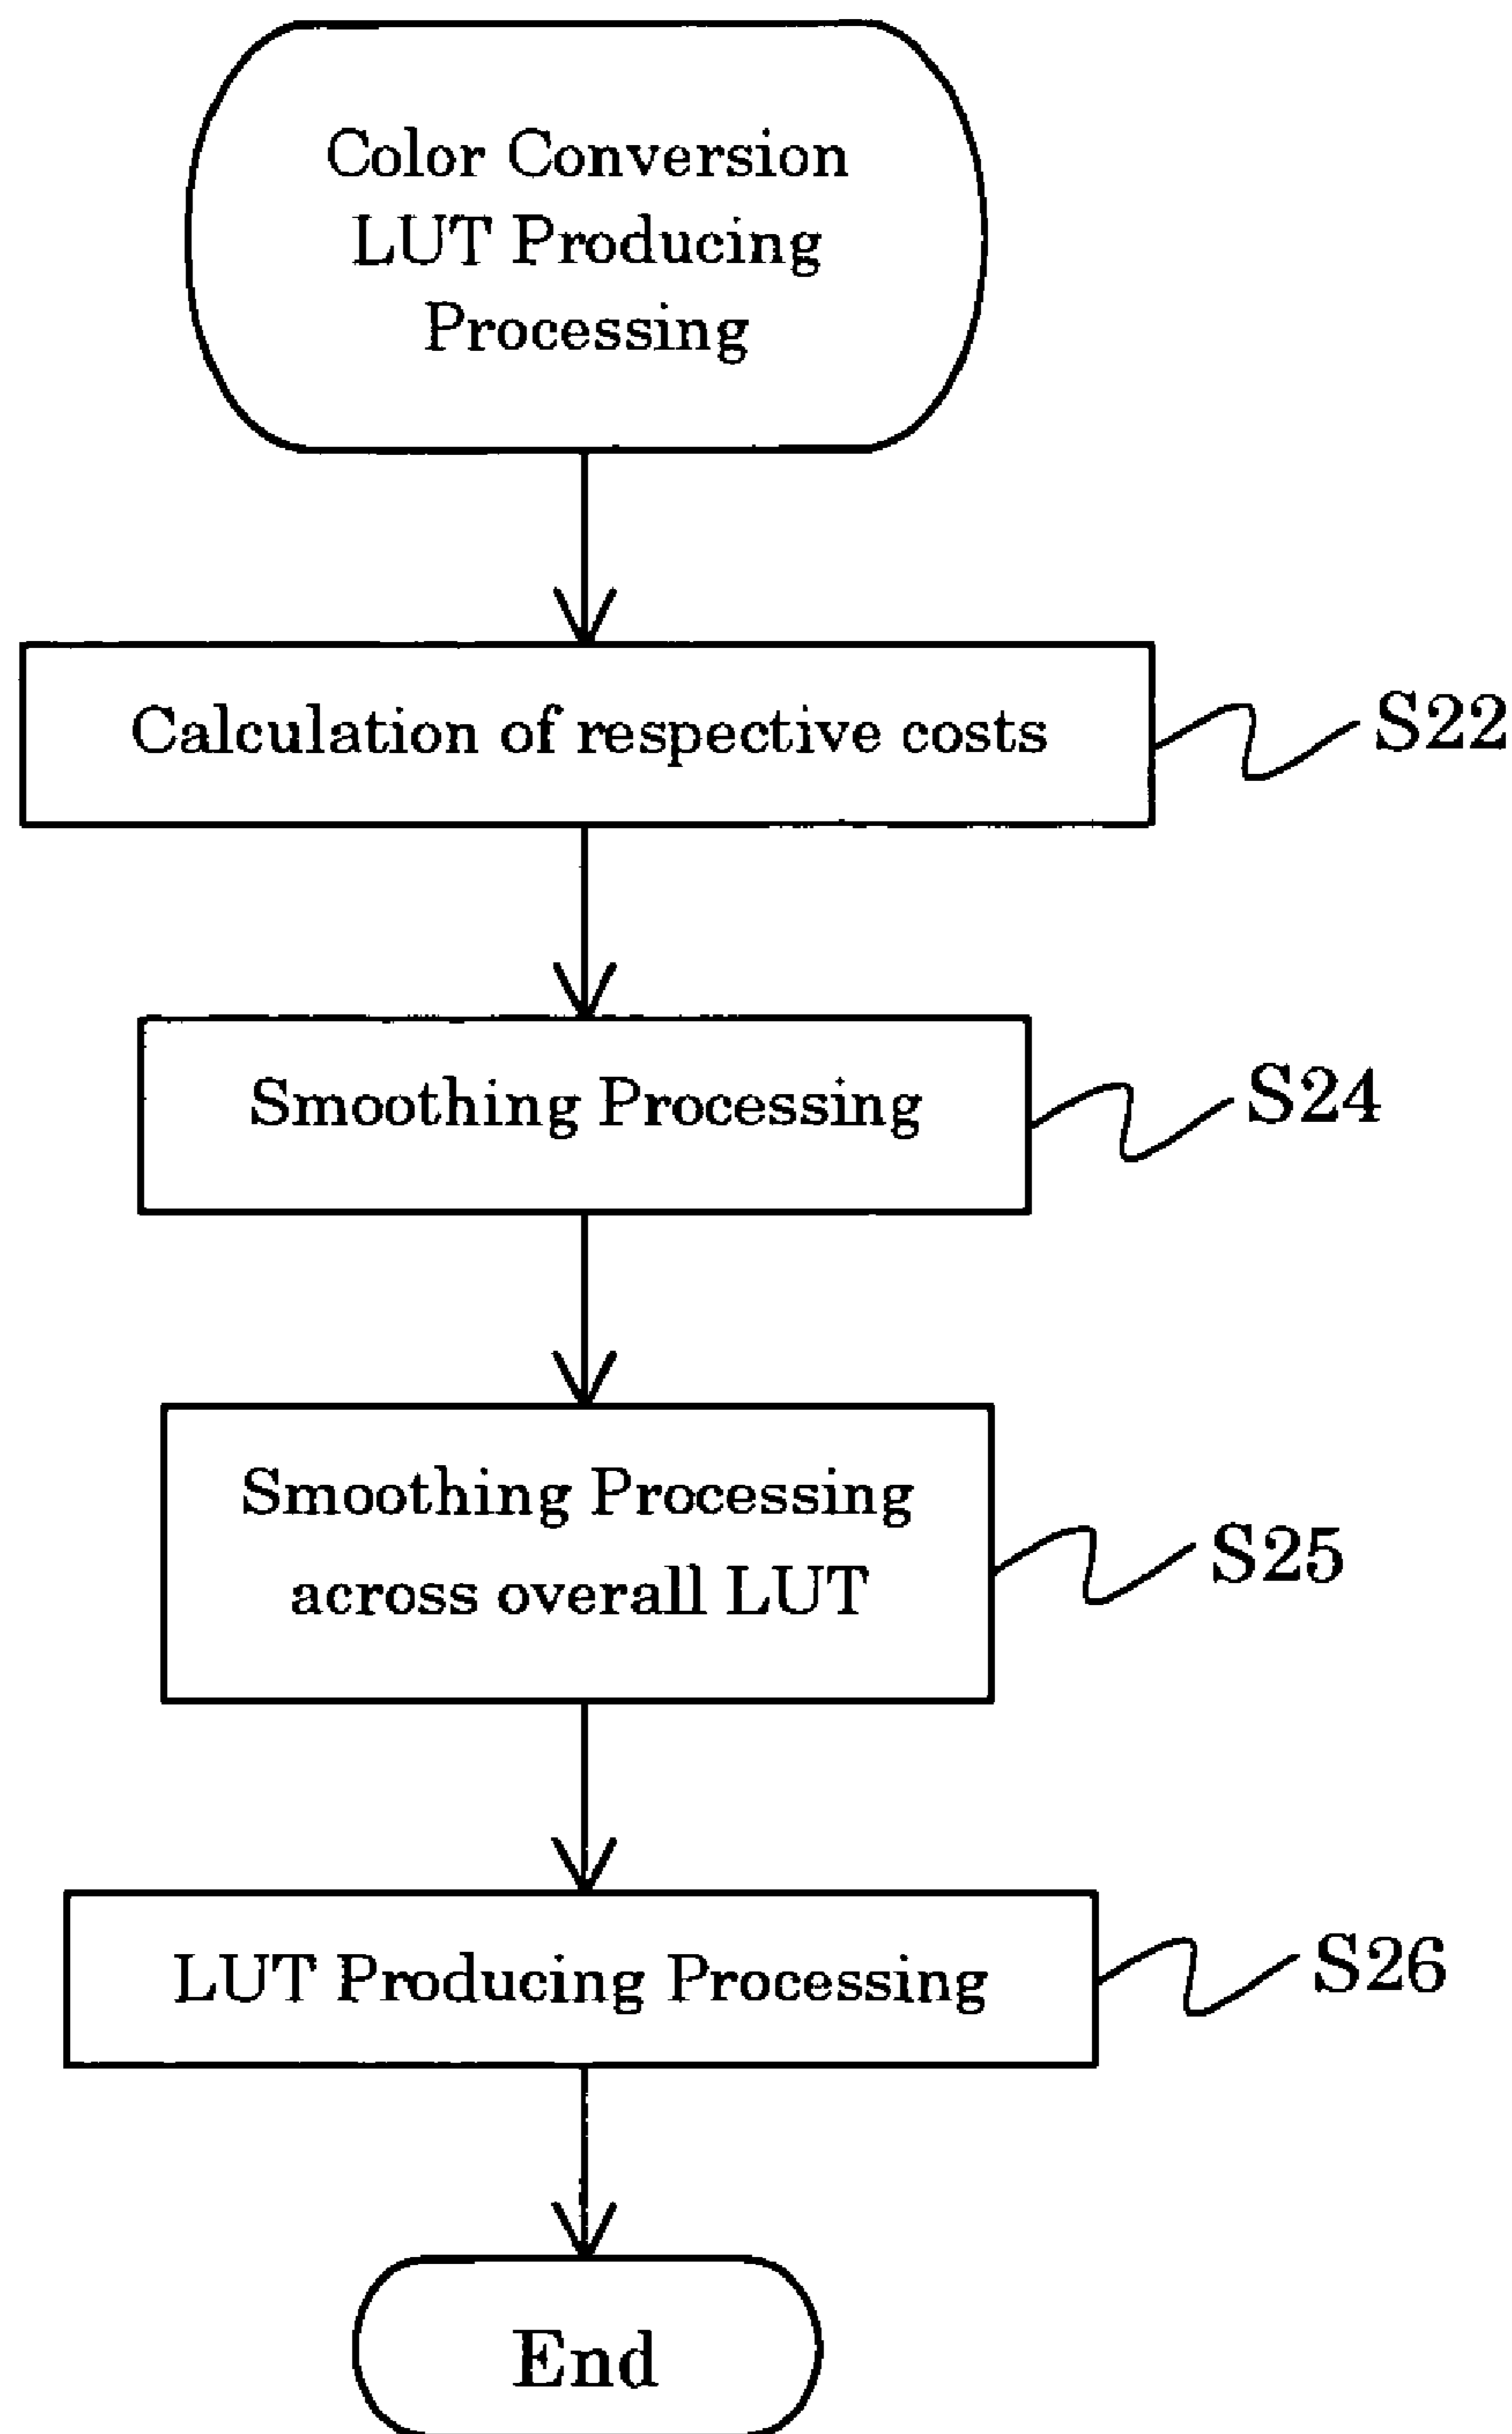 Color Conversion
LUT Producing
Processing
Calculation of respective costs
S22
Smoothing Processing
S24
Smoothing Processing
across overall LUT
S25
LUT Producing Processing
S26
End